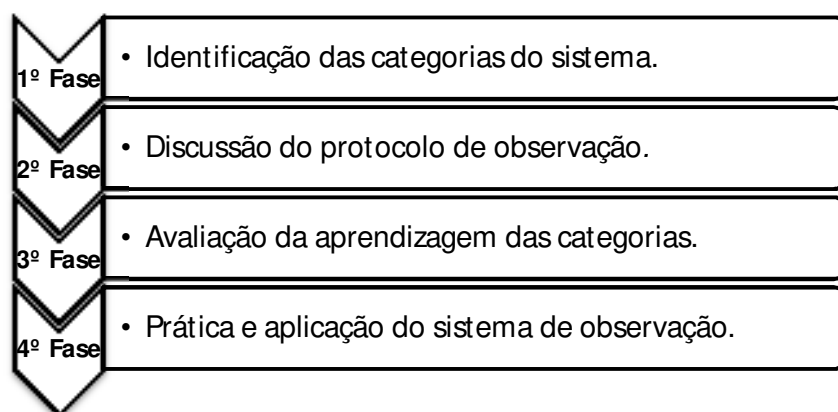 1º Fase
• Identificação das categorias do sistema.
2º Fase
• Discussão do protocolo de observação.
3º Fase
• Avaliação da aprendizagem das categorias.
4º Fase
• Prática e aplicação do sistema de observação.